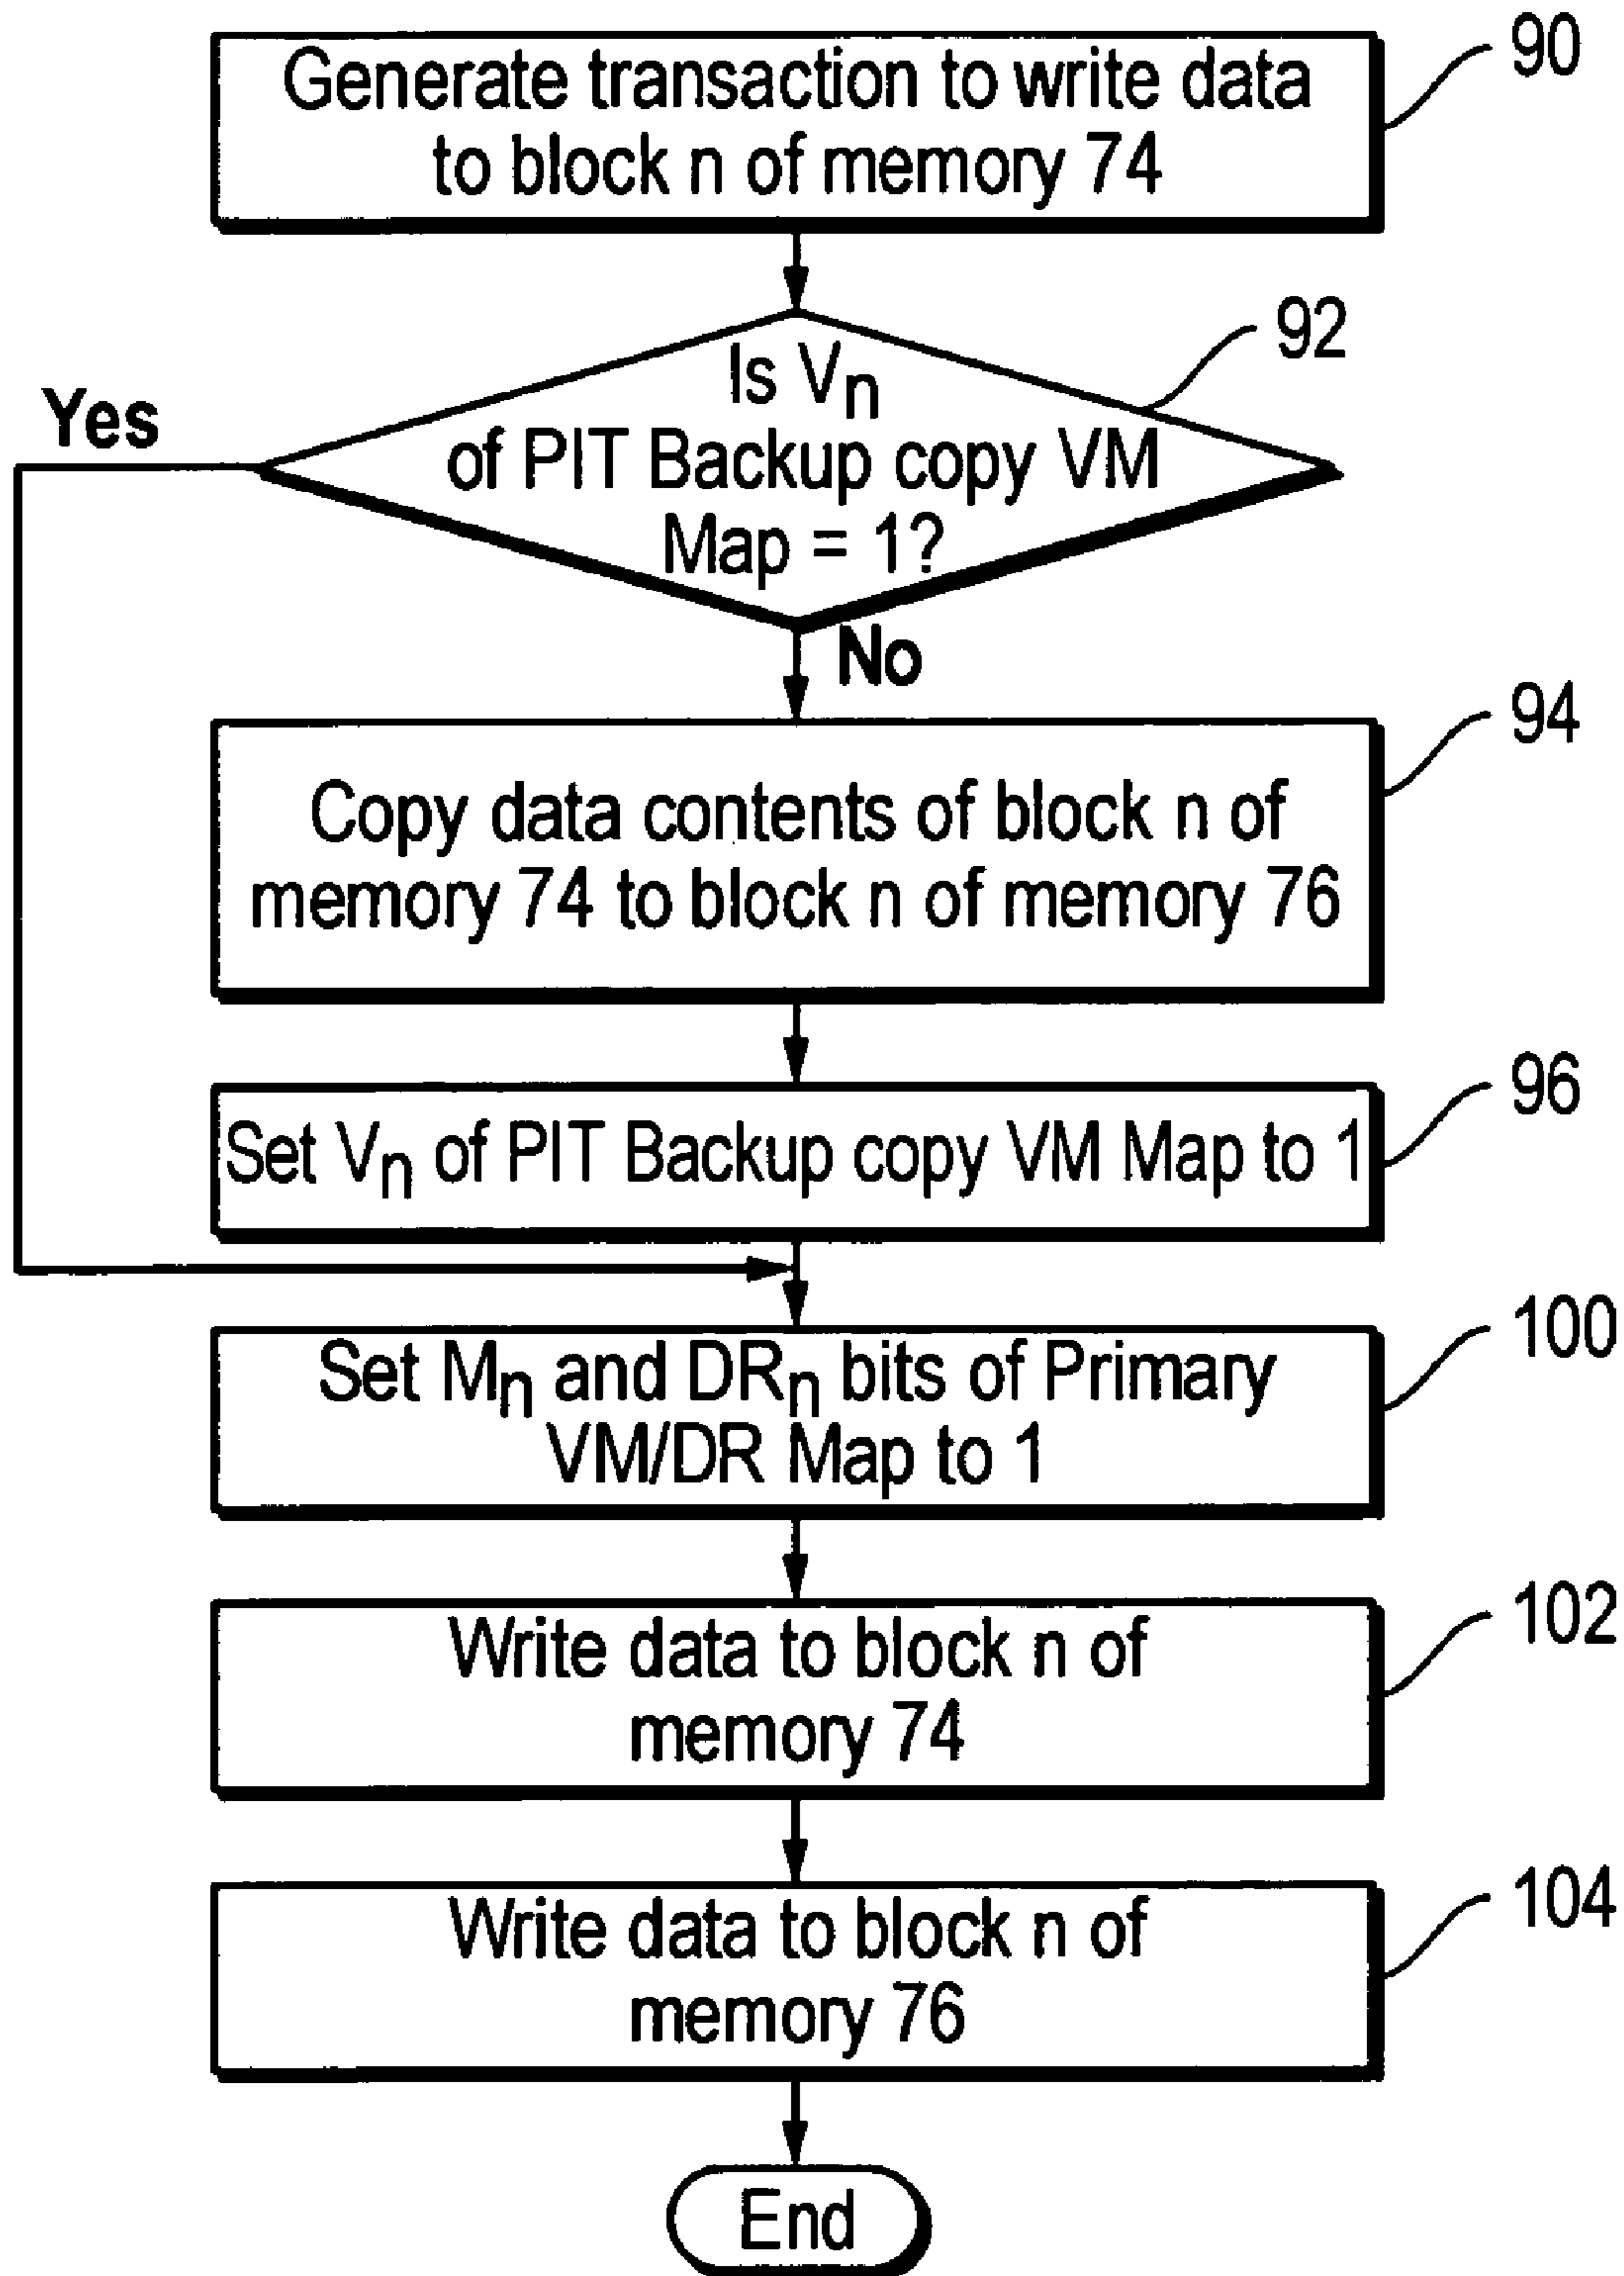 90
Generate transaction to write data
to block n of memory 74
92
Is Vn
of PIT Backup copy VM
Map = 1?
Yes
No
94
Copy data contents of block n of
memory 74 to block n of memory 76
96
Set Vn of PIT Backup copy VM Map to 1
100
Set Mn and DRn bits of Primary
VM/DR Map to 1
102
Write data to block n of
memory 74
104
Write data to block n of
memory 76
End